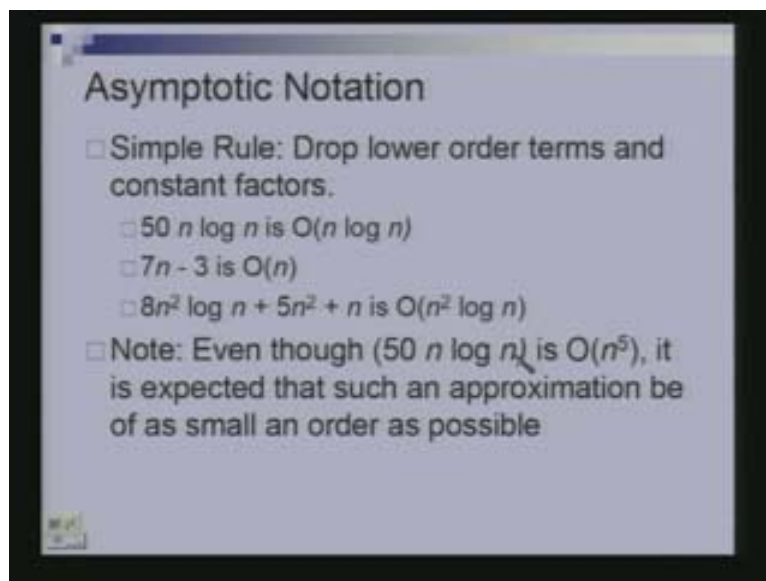 Asymptotic Notation
Simple Rule: Drop lower order terms and
constant factors.
50 n log n is O(n log n)
7n - 3 is O(n)
8n² log n + 5n² + n is O(n² log n)
Note: Even though (50 n log n) is O(n⁵), it
is expected that such an approximation be
of as small an order as possible